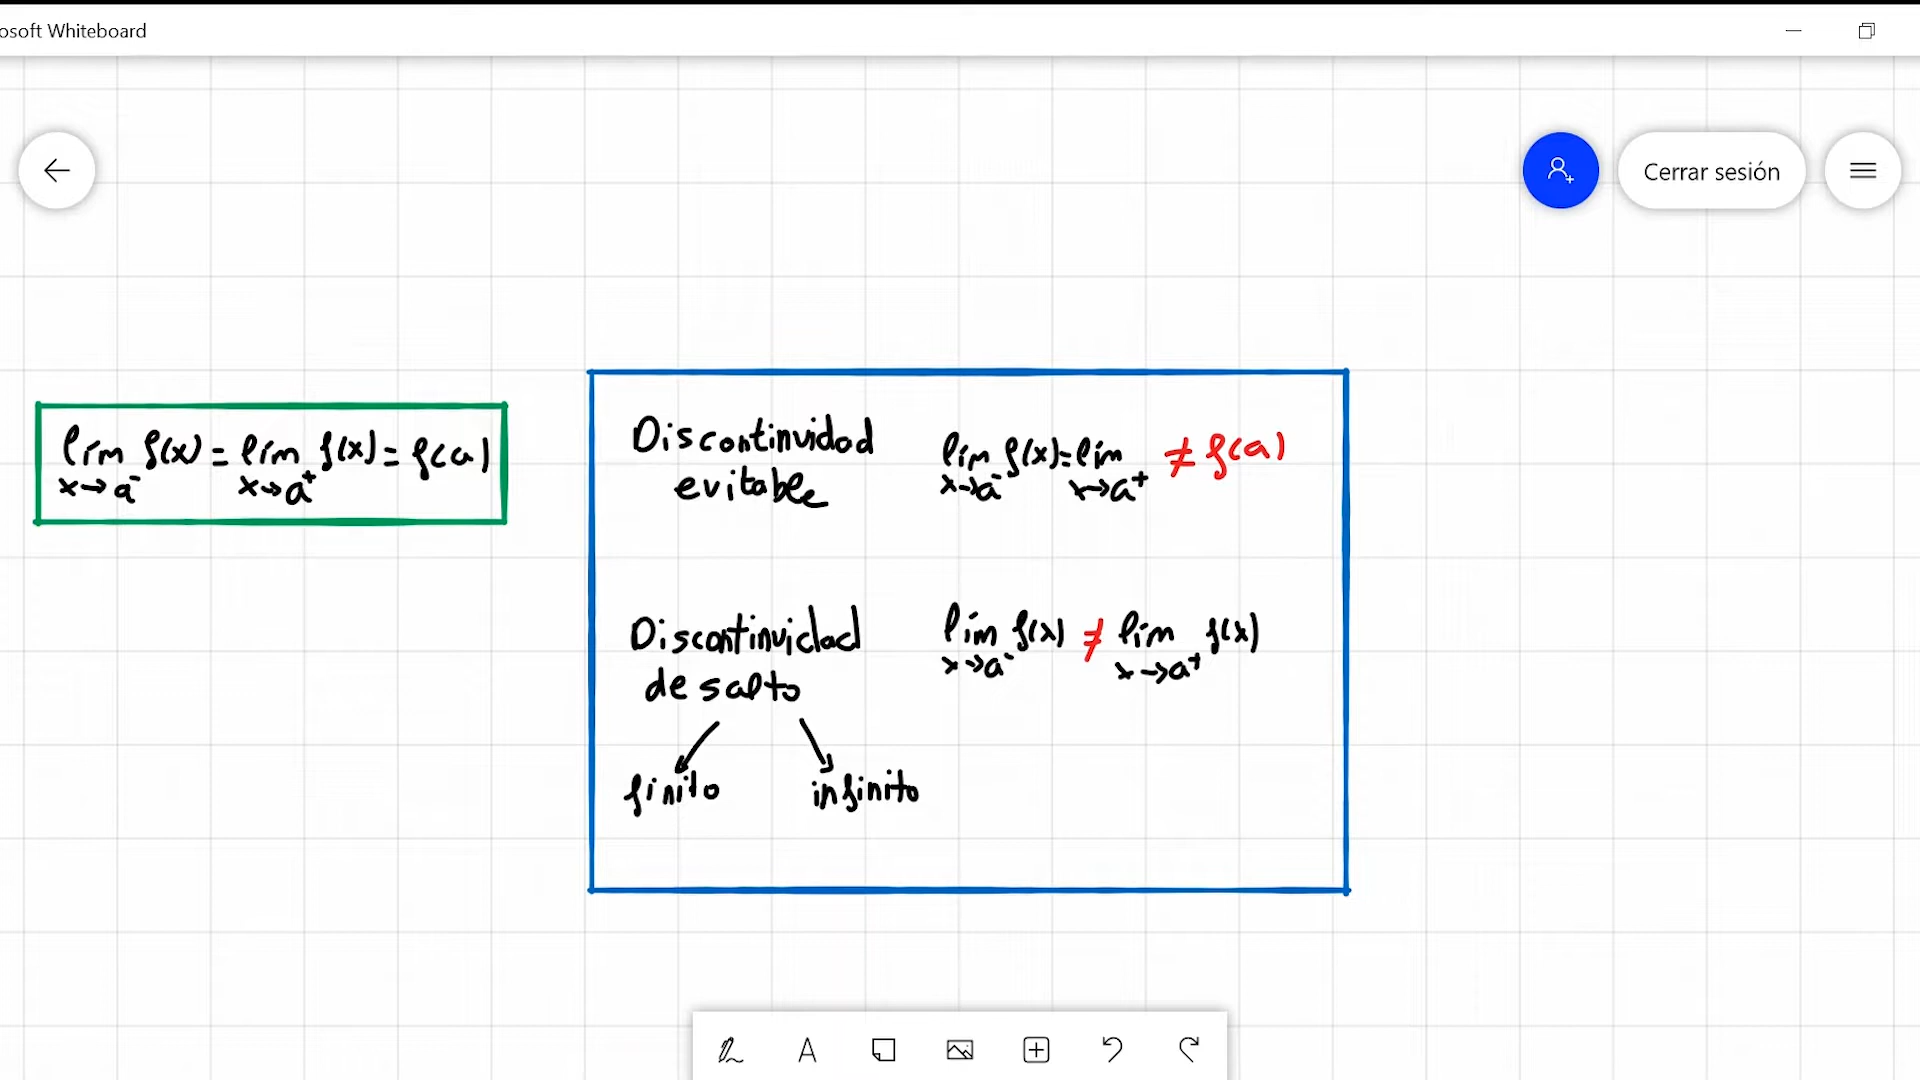 osoft Whiteboard
Cerrar sesión
lím f(x) = lím f(x) = f(a)
x→a⁻ x→a⁺
Discontinuidad
evitable
lím f(x) = lím ≠ f(a)
x→a⁻ x→a⁺
Discontinuidad
de salto
lím f(x) ≠ lím f(x)
x→a⁻ x→a⁺
finito infinito